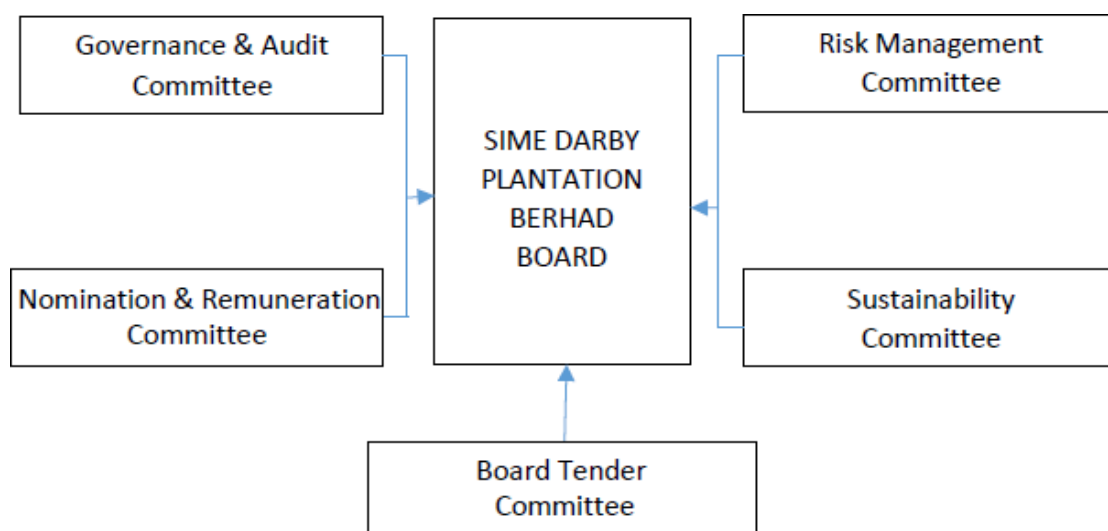 Governance & Audit
Committee
Risk Management
Committee
SIME DARBY
PLANTATION
BERHAD
BOARD
Nomination & Remuneration
Committee
Sustainability
Committee
Board Tender
Committee